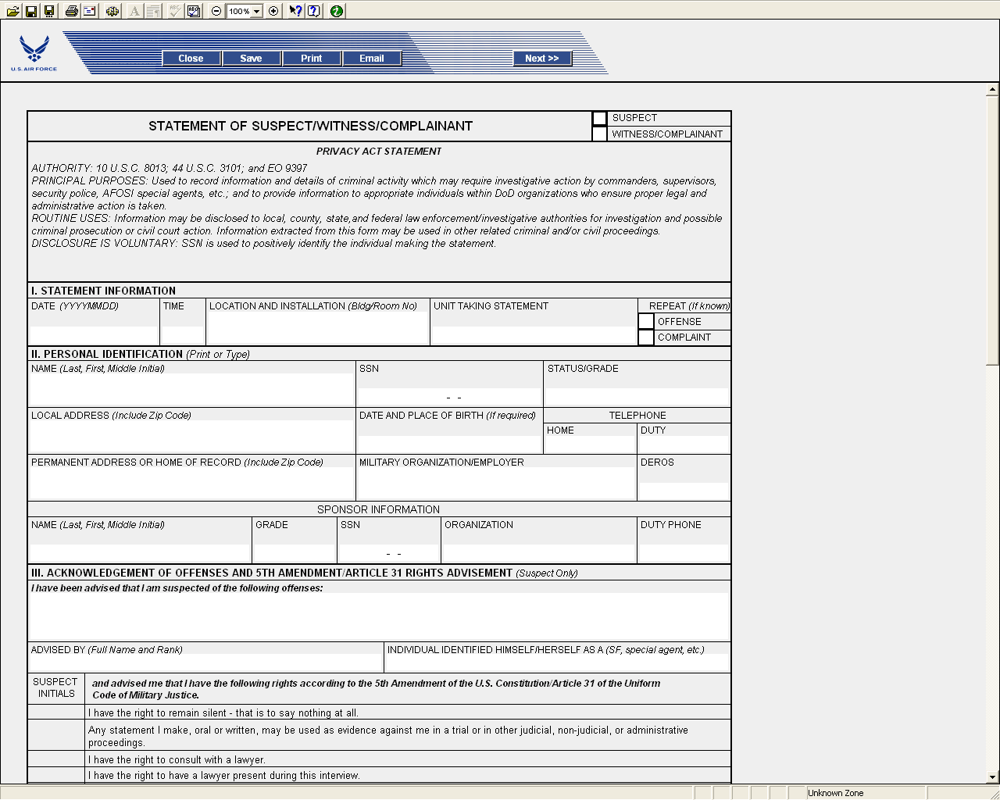 100%
U.S. AIR FORCE
Close Save Print Email Next >>
STATEMENT OF SUSPECT/WITNESS/COMPLAINANT
SUSPECT
WITNESS/COMPLAINANT
PRIVACY ACT STATEMENT
AUTHORITY: 10 U.S.C. 8013; 44 U.S.C. 3101; and EO 9397
PRINCIPAL PURPOSES: Used to record information and details of criminal activity which may require investigative action by commanders, supervisors,
security police, AFOSI special agents, etc.; and to provide information to appropriate individuals within DoD organizations who ensure proper legal and
administrative action is taken.
ROUTINE USES: Information may be disclosed to local, county, state,and federal law enforcement/investigative authorities for investigation and possible
criminal prosecution or civil court action. Information extracted from this form may be used in other related criminal and/or civil proceedings.
DISCLOSURE IS VOLUNTARY: SSN is used to positively identify the individual making the statement.
I. STATEMENT INFORMATION
DATE (YYYYMMDD) TIME LOCATION AND INSTALLATION (Bldg/Room No) UNIT TAKING STATEMENT REPEAT (If known)
OFFENSE
COMPLAINT
II. PERSONAL IDENTIFICATION (Print or Type)
NAME (Last, First, Middle Initial) SSN STATUS/GRADE
- -
LOCAL ADDRESS (Include Zip Code) DATE AND PLACE OF BIRTH (If required) TELEPHONE
HOME DUTY
PERMANENT ADDRESS OR HOME OF RECORD (Include Zip Code) MILITARY ORGANIZATION/EMPLOYER DEROS
SPONSOR INFORMATION
NAME (Last, First, Middle Initial) GRADE SSN ORGANIZATION DUTY PHONE
- -
III. ACKNOWLEDGEMENT OF OFFENSES AND 5TH AMENDMENT/ARTICLE 31 RIGHTS ADVISEMENT (Suspect Only)
I have been advised that I am suspected of the following offenses:
ADVISED BY (Full Name and Rank) INDIVIDUAL IDENTIFIED HIMSELF/HERSELF AS A (SF, special agent, etc.)
SUSPECT
INITIALS
and advised me that I have the following rights according to the 5th Amendment of the U.S. Constitution/Article 31 of the Uniform
Code of Military Justice.
I have the right to remain silent - that is to say nothing at all.
Any statement I make, oral or written, may be used as evidence against me in a trial or in other judicial, non-judicial, or administrative
proceedings.
I have the right to consult with a lawyer.
I have the right to have a lawyer present during this interview.
Unknown Zone